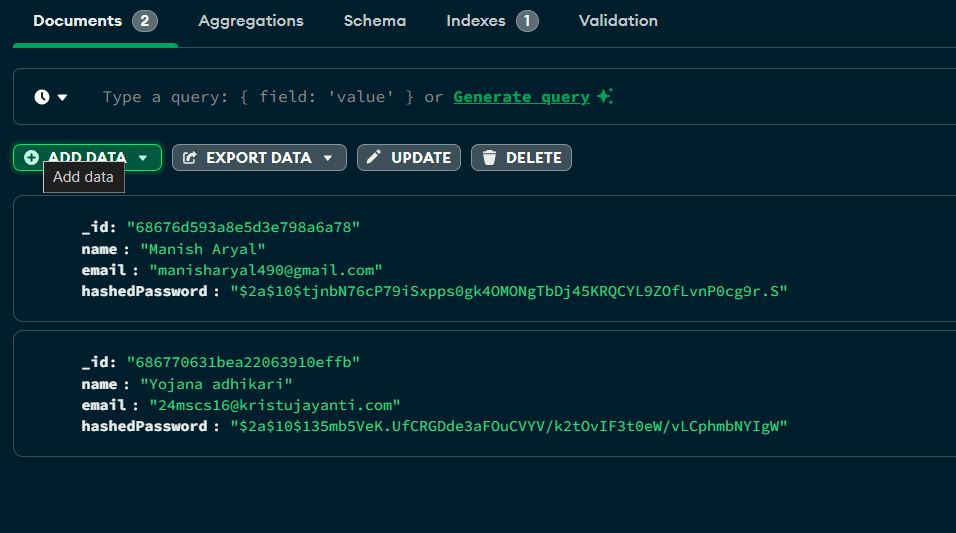 Documents 2 Aggregations Schema Indexes 1 Validation
Type a query: { field: 'value' } or Generate query
ADD DATA EXPORT DATA UPDATE DELETE
Add data
_id: "68676d593a8e5d3e798a6a78"
name : "Manish Aryal"
email : "manisharyal490@gmail.com"
hashedPassword : "$2a$10$tjnbN76cP79iSxpps0gk4OMONgTbDj45KRQCYL9ZOfLvnP0cg9r.S"
_id: "686770631bea22063910effb"
name : "Yojana adhikari"
email : "24mscs16@kristujayanti.com"
hashedPassword : "$2a$10$135mb5VeK.UfCRGDde3aFOuCVYV/k2tOvIF3t0eW/vLCphmbNYIgW"